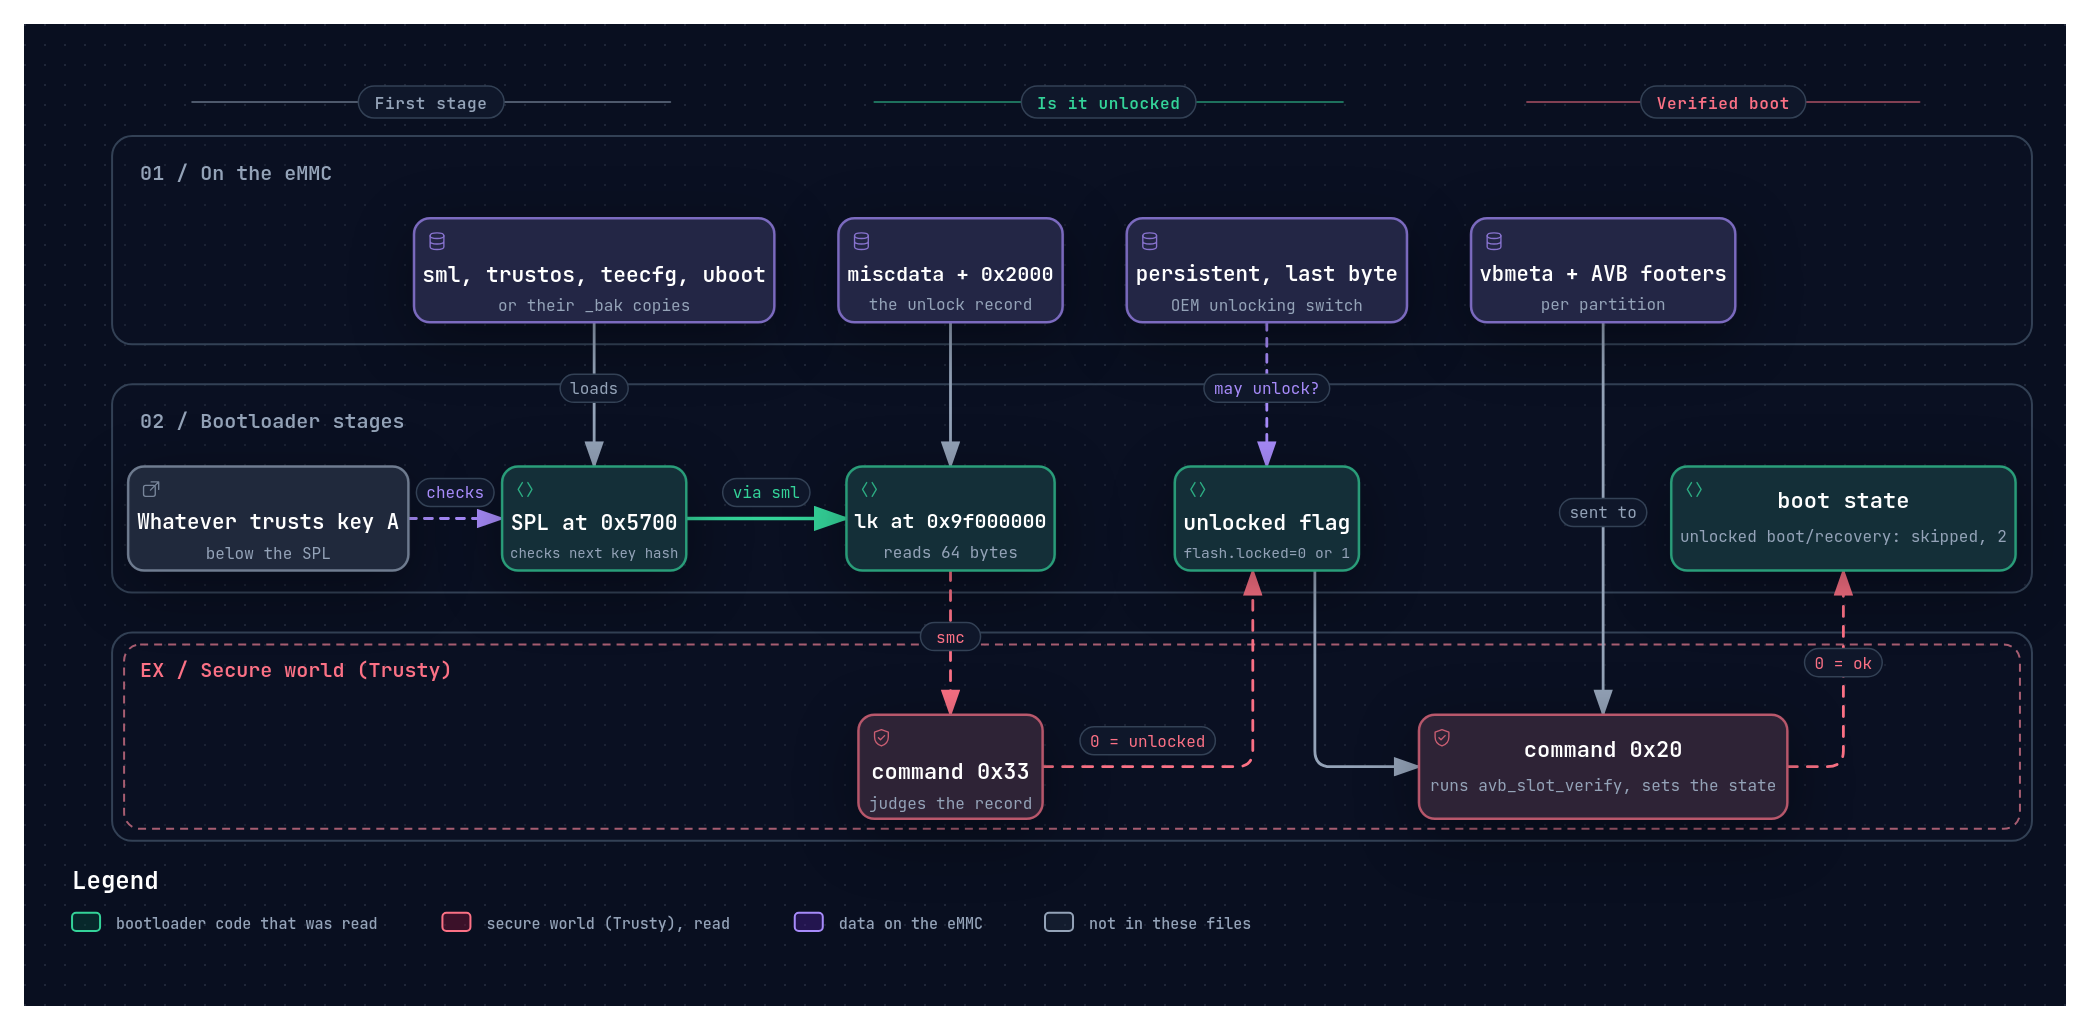 First stage
Is it unlocked
Verified boot
01 / On the eMMC
sml, trustos, teecfg, uboot
or their _bak copies
miscdata + 0x2000
the unlock record
persistent, last byte
OEM unlocking switch
vbmeta + AVB footers
per partition
loads
may unlock?
02 / Bootloader stages
Whatever trusts key A
below the SPL
checks
SPL at 0x5700
checks next key hash
via sml
lk at 0x9f000000
reads 64 bytes
unlocked flag
flash.locked=0 or 1
sent to
boot state
unlocked boot/recovery: skipped, 2
smc
EX / Secure world (Trusty)
0 = ok
command 0x33
judges the record
0 = unlocked
command 0x20
runs avb_slot_verify, sets the state
Legend
bootloader code that was read
secure world (Trusty), read
data on the eMMC
not in these files